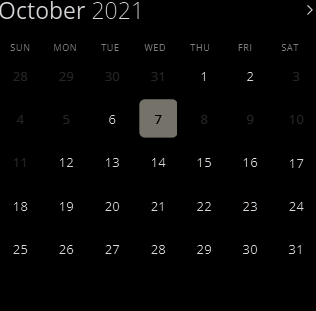 October 2021 >
SUN MON TUE WED THU FRI SAT
28 29 30 31 1 2 3
4 5 6 7 8 9 10
11 12 13 14 15 16 17
18 19 20 21 22 23 24
25 26 27 28 29 30 31